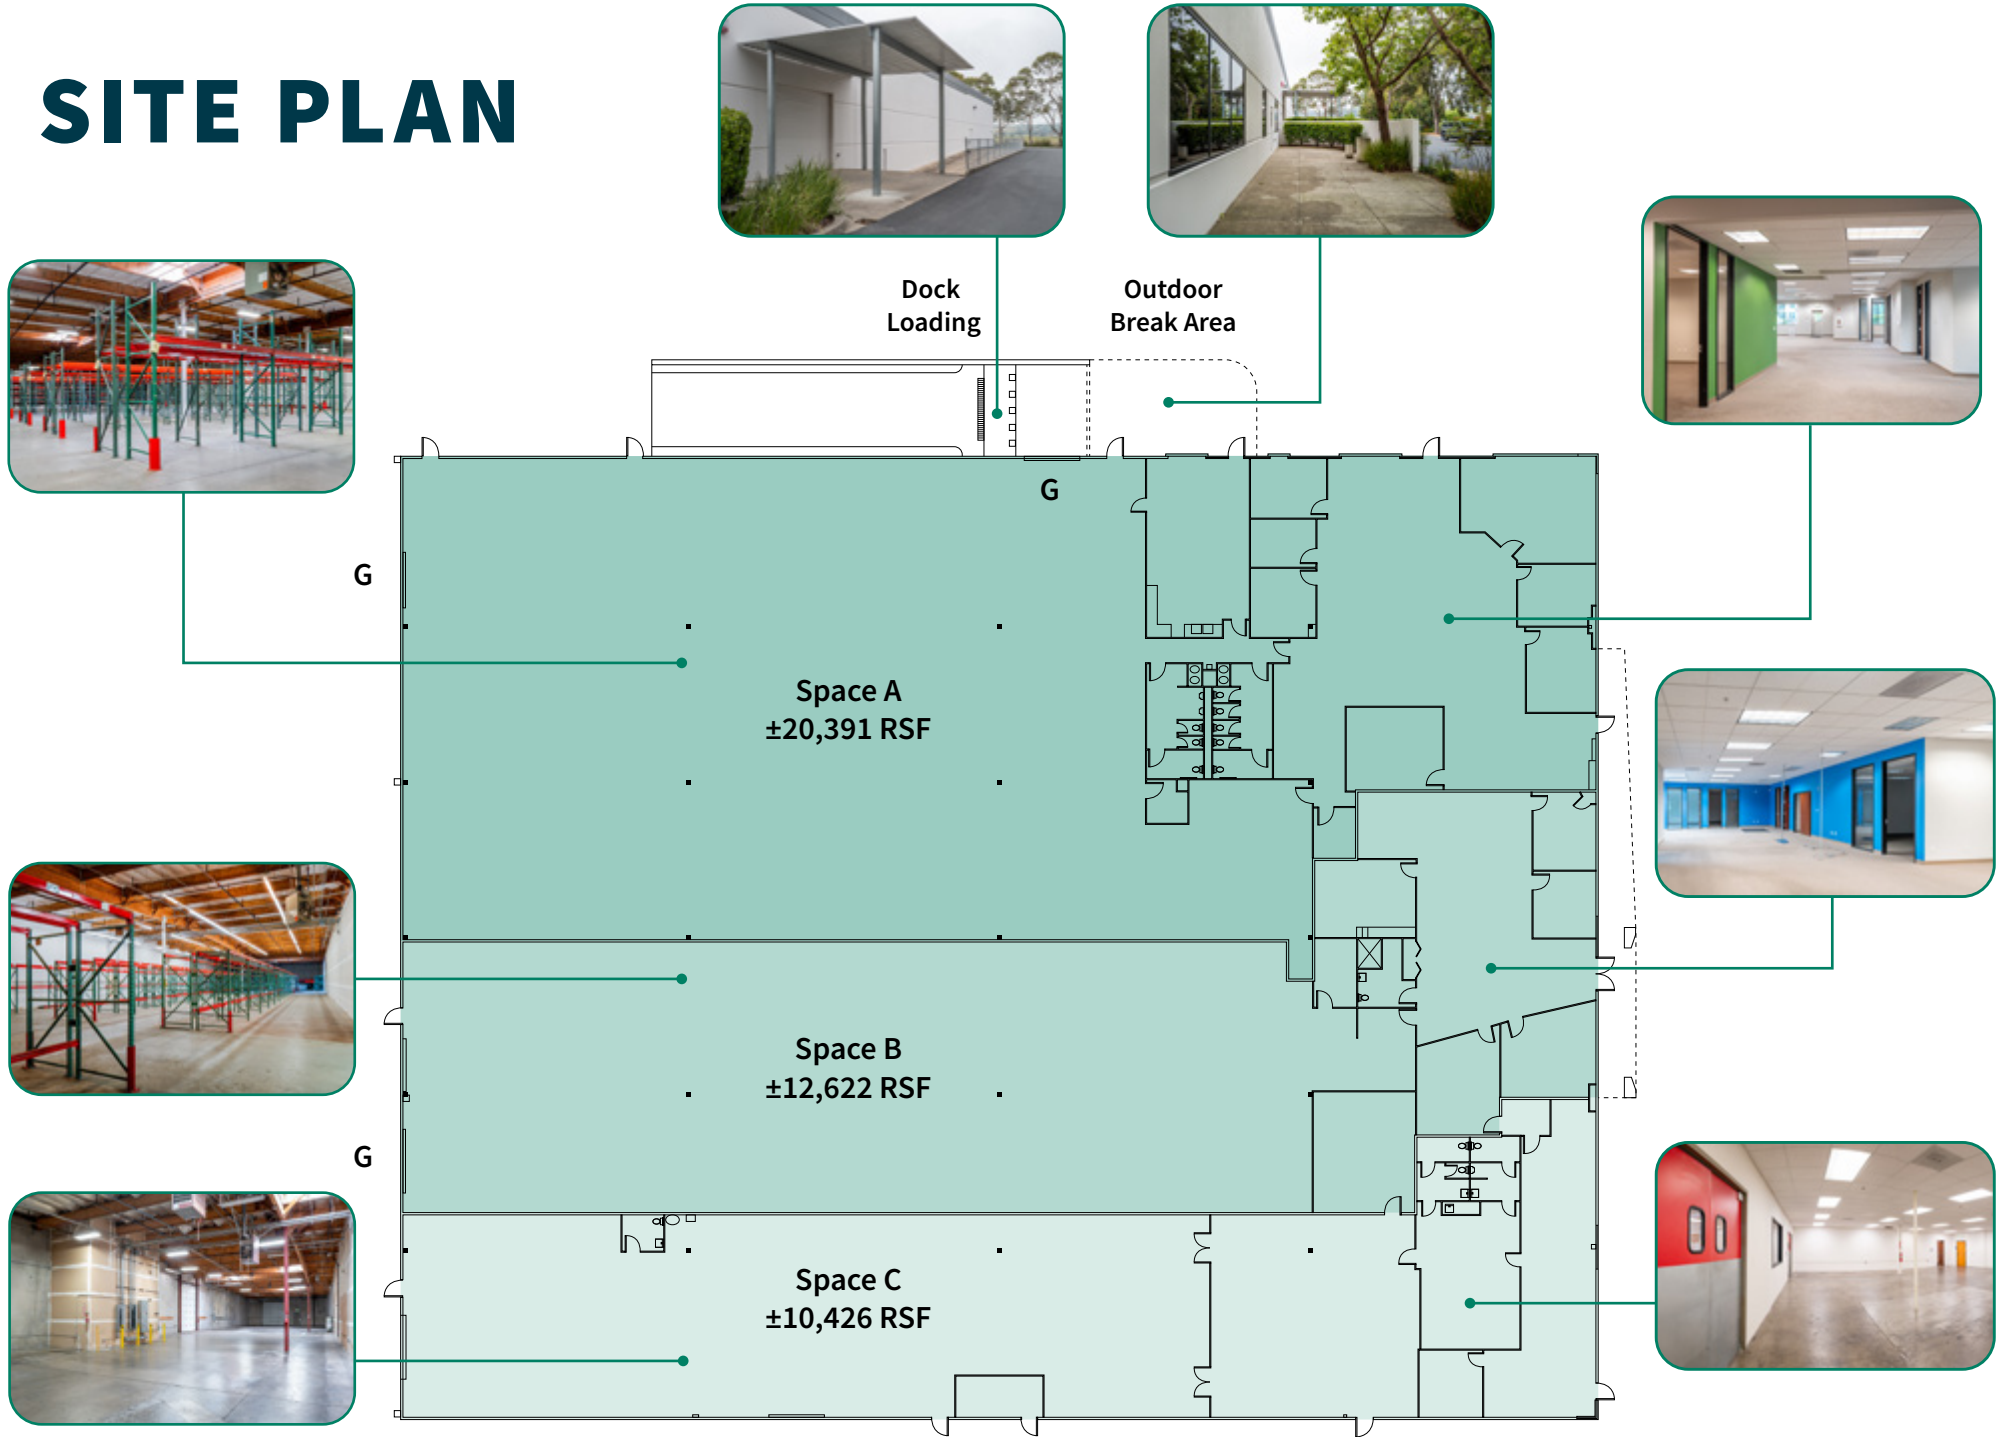 SITE PLAN
Dock
Loading
Outdoor
Break Area
G
G
Space A
±20,391 RSF
Space B
±12,622 RSF
G
Space C
±10,426 RSF